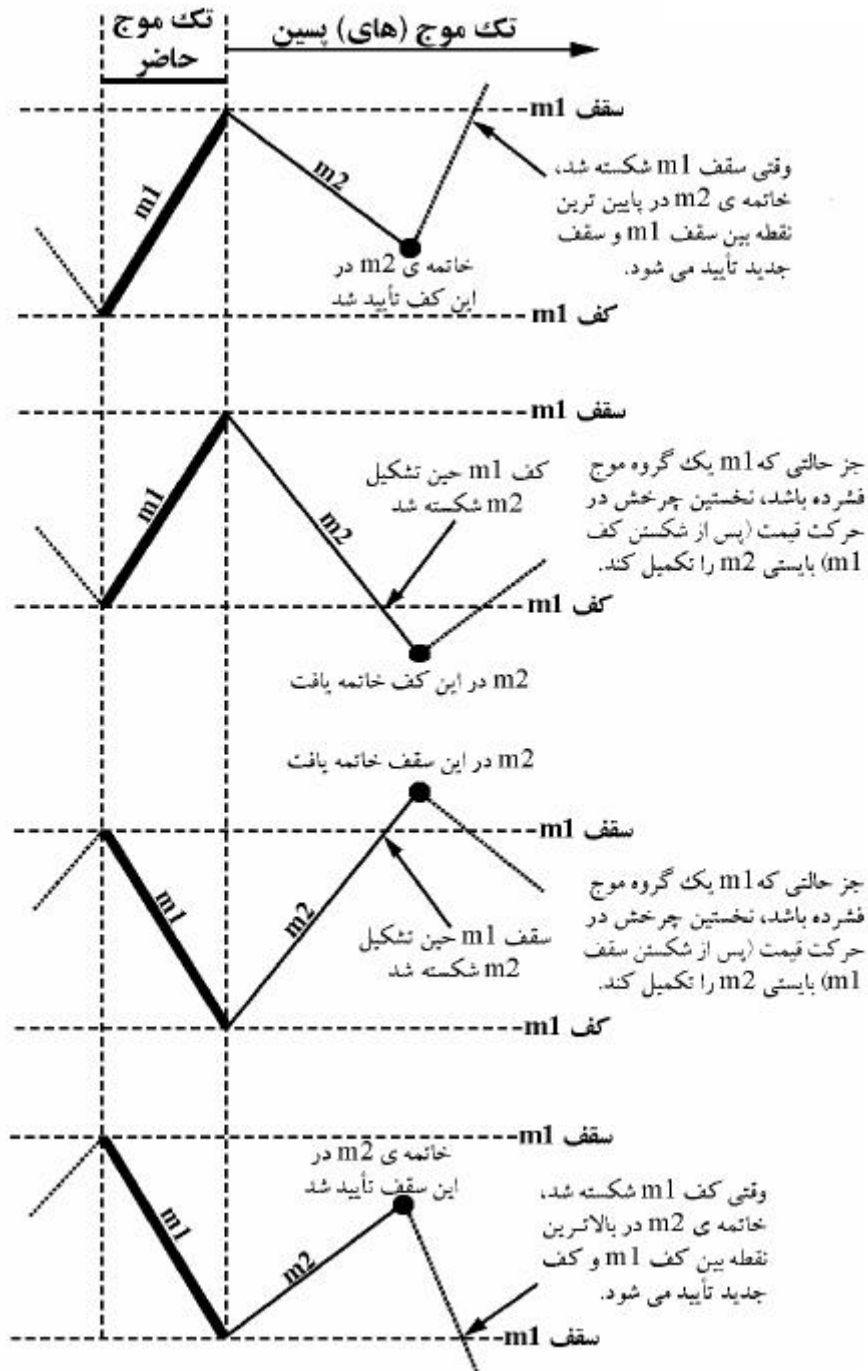 تک موج (های) پسین
تک موج
حاضر
سقف m1
m1
m2
وقتی سقف m1 شکسته شد،
خاتمه ی m2 در پایین ترین
نقطه بین سقف m1 و سقف
جدید تأیید می شود.
خاتمه ی m2 در
این کف تأیید شد
کف m1
سقف m1
m1
m2
کف m1 حین تشکیل
m2 شکسته شد
جز حالتی که m1 یک گروه موج
فشرده باشد، نخستین چرخش در
حرکت قیمت (پس از شکستن کف
m1) بایستی m2 را تکمیل کند.
کف m1
m2 در این کف خاتمه یافت
m2 در این سقف خاتمه یافت
سقف m1
m1
m2
سقف m1 حین تشکیل
m2 شکسته شد
جز حالتی که m1 یک گروه موج
فشرده باشد، نخستین چرخش در
حرکت قیمت (پس از شکستن سقف
m1) بایستی m2 را تکمیل کند.
کف m1
سقف m1
خاتمه ی m2 در
این سقف تأیید شد
m1
m2
وقتی کف m1 شکسته شد،
خاتمه ی m2 در بالاترین
نقطه بین کف m1 و کف
جدید تأیید می شود.
سقف m1